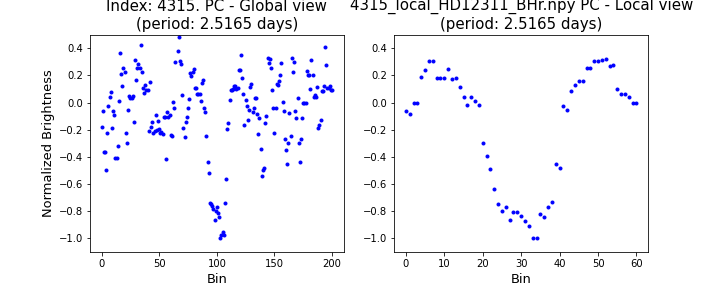 Index: 4315. PC - Global view
(period: 2.5165 days)
4315_local_HD12311_BHr.npy PC - Local view
(period: 2.5165 days)
Normalized Brightness
0.4
0.2
0.0
−0.2
−0.4
−0.6
−0.8
−1.0
0 50 100 150 200
Bin
0.4
0.2
0.0
−0.2
−0.4
−0.6
−0.8
−1.0
0 10 20 30 40 50 60
Bin